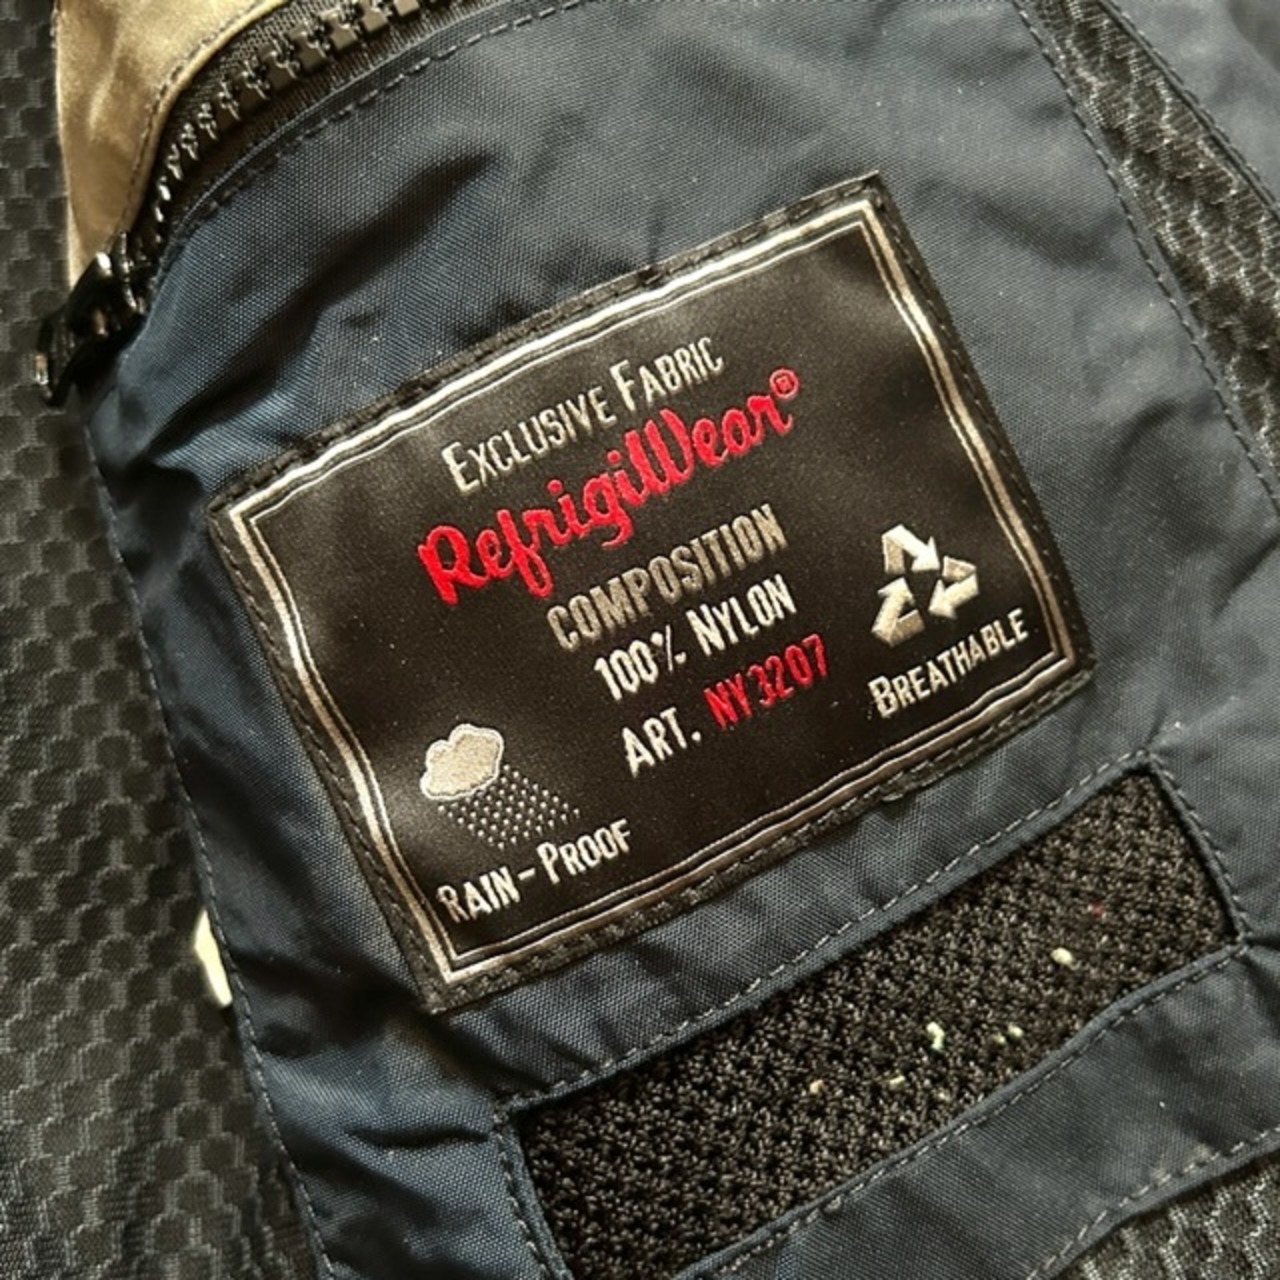 EXCLUSIVE FABRIC
RefrigiWear®
COMPOSITION
100% NYLON
ART. NY3207
BREATHABLE
RAIN-PROOF